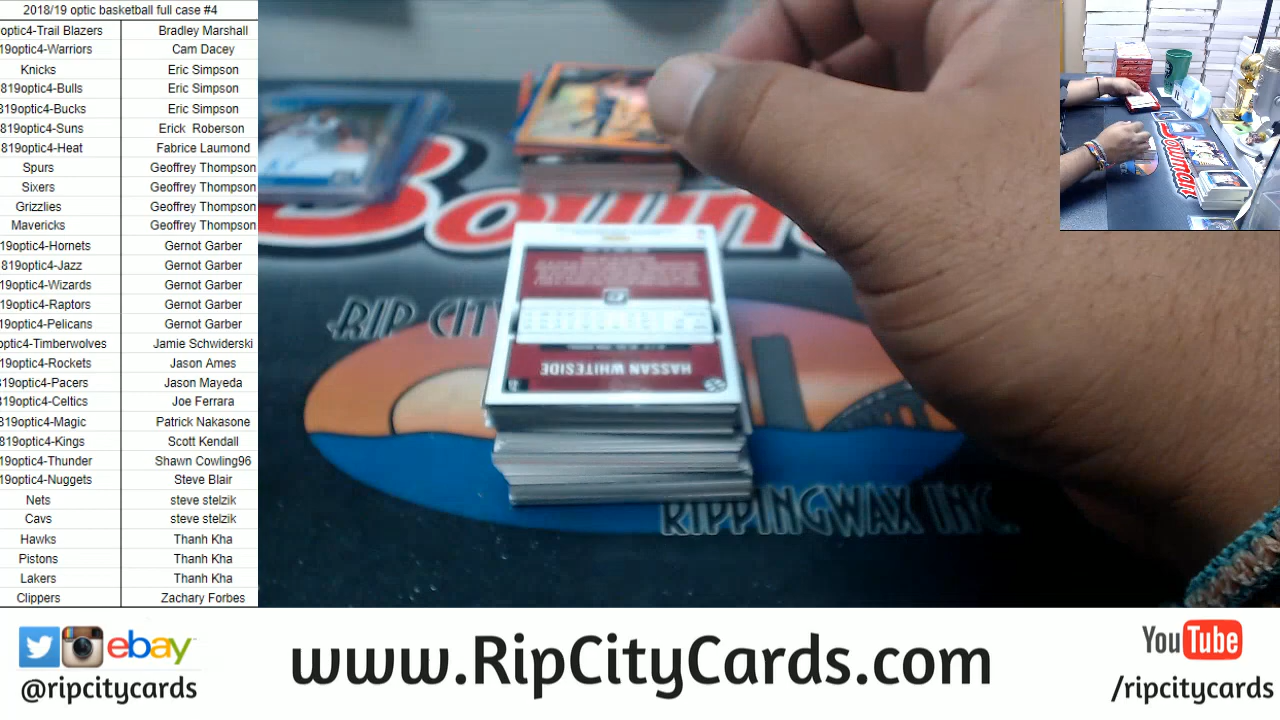 2018/19 optic basketball full case #4
optic4-Trail Blazers Bradley Marshall
19optic4-Warriors Cam Dacey
Knicks Eric Simpson
819optic4-Bulls Eric Simpson
819optic4-Bucks Eric Simpson
819optic4-Suns Erick Roberson
819optic4-Heat Fabrice Laumond
Spurs Geoffrey Thompson
Sixers Geoffrey Thompson
Grizzlies Geoffrey Thompson
Mavericks Geoffrey Thompson
19optic4-Hornets Gernot Garber
819optic4-Jazz Gernot Garber
19optic4-Wizards Gernot Garber
19optic4-Raptors Gernot Garber
19optic4-Pelicans Gernot Garber
optic4-Timberwolves Jamie Schwiderski
19optic4-Rockets Jason Ames
819optic4-Pacers Jason Mayeda
819optic4-Celtics Joe Ferrara
819optic4-Magic Patrick Nakasone
819optic4-Kings Scott Kendall
19optic4-Thunder Shawn Cowling96
19optic4-Nuggets Steve Blair
Nets steve stelzik
Cavs steve stelzik
Hawks Thanh Kha
Pistons Thanh Kha
Lakers Thanh Kha
Clippers Zachary Forbes
Bowman
RIP CITY
HASSAN WHITESIDE
RIPPINGWAX INC.
Bowman
ebay
@ripcitycards
www.RipCityCards.com
YouTube
/ripcitycards